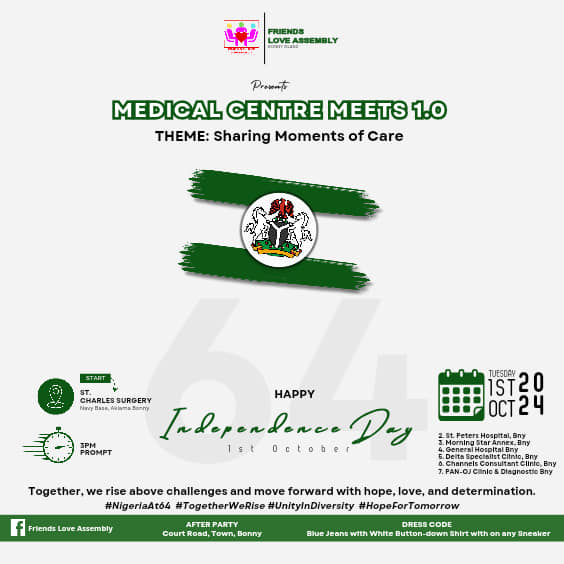 FRIENDS
LOVE ASSEMBLY
BONNY ISLAND
Presents
MEDICAL CENTRE MEETS 1.0
THEME: Sharing Moments of Care
64
START
ST.
CHARLES SURGERY
Navy Base, Akiama Bonny
3PM
PROMPT
HAPPY
Independence Day
1st October
TUESDAY
1ST
OCT
2024
2. St. Peters Hospital, Bny
3. Morning Star Annex, Bny
4. General Hospital Bny
5. Delta Specialist Clinic, Bny
6. Channels Consultant Clinic, Bny
7. PAN-OJ Clinic & Diagnostic Bny
Together, we rise above challenges and move forward with hope, love, and determination.
#NigeriaAt64 #TogetherWeRise #UnityInDiversity #HopeForTomorrow
Friends Love Assembly
AFTER PARTY
Court Road, Town, Bonny
DRESS CODE
Blue Jeans with White Button-down Shirt with on any Sneaker